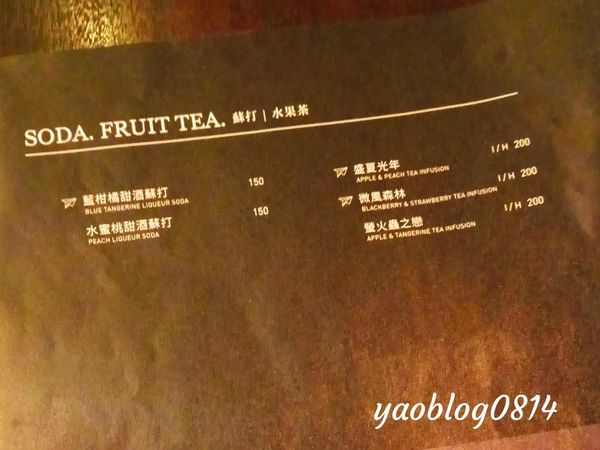 SODA. FRUIT TEA. 蘇打 | 水果茶
藍柑橘甜酒蘇打 150
BLUE TANGERINE LIQUEUR SODA
水蜜桃甜酒蘇打 150
PEACH LIQUEUR SODA
盛夏光年 I / H 200
APPLE & PEACH TEA INFUSION
微風森林 I / H 200
BLACKBERRY & STRAWBERRY TEA INFUSION
螢火蟲之戀 I / H 200
APPLE & TANGERINE TEA INFUSION
yaoblog0814